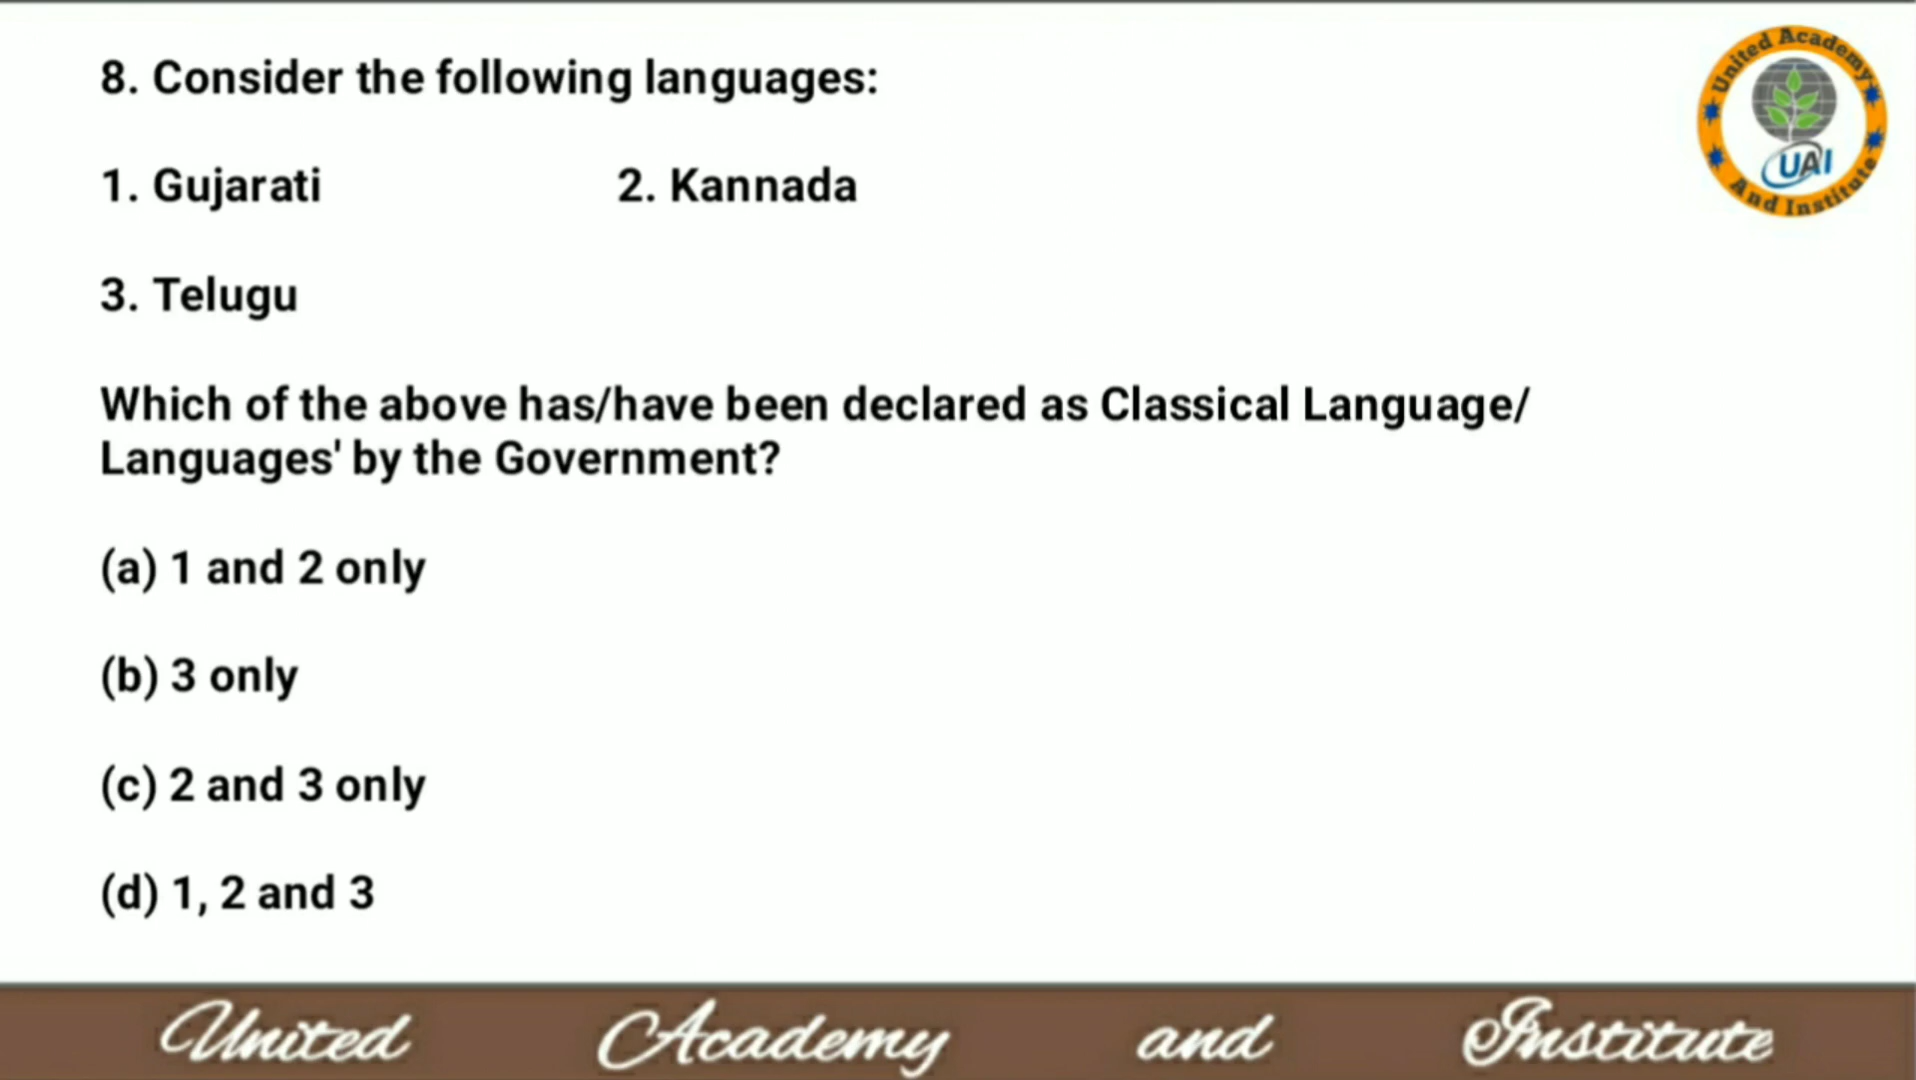 8. Consider the following languages:
1. Gujarati 2. Kannada
3. Telugu
Which of the above has/have been declared as Classical Language/
Languages' by the Government?
(a) 1 and 2 only
(b) 3 only
(c) 2 and 3 only
(d) 1, 2 and 3
United Academy
UAI
And Institute
United Academy and Institute